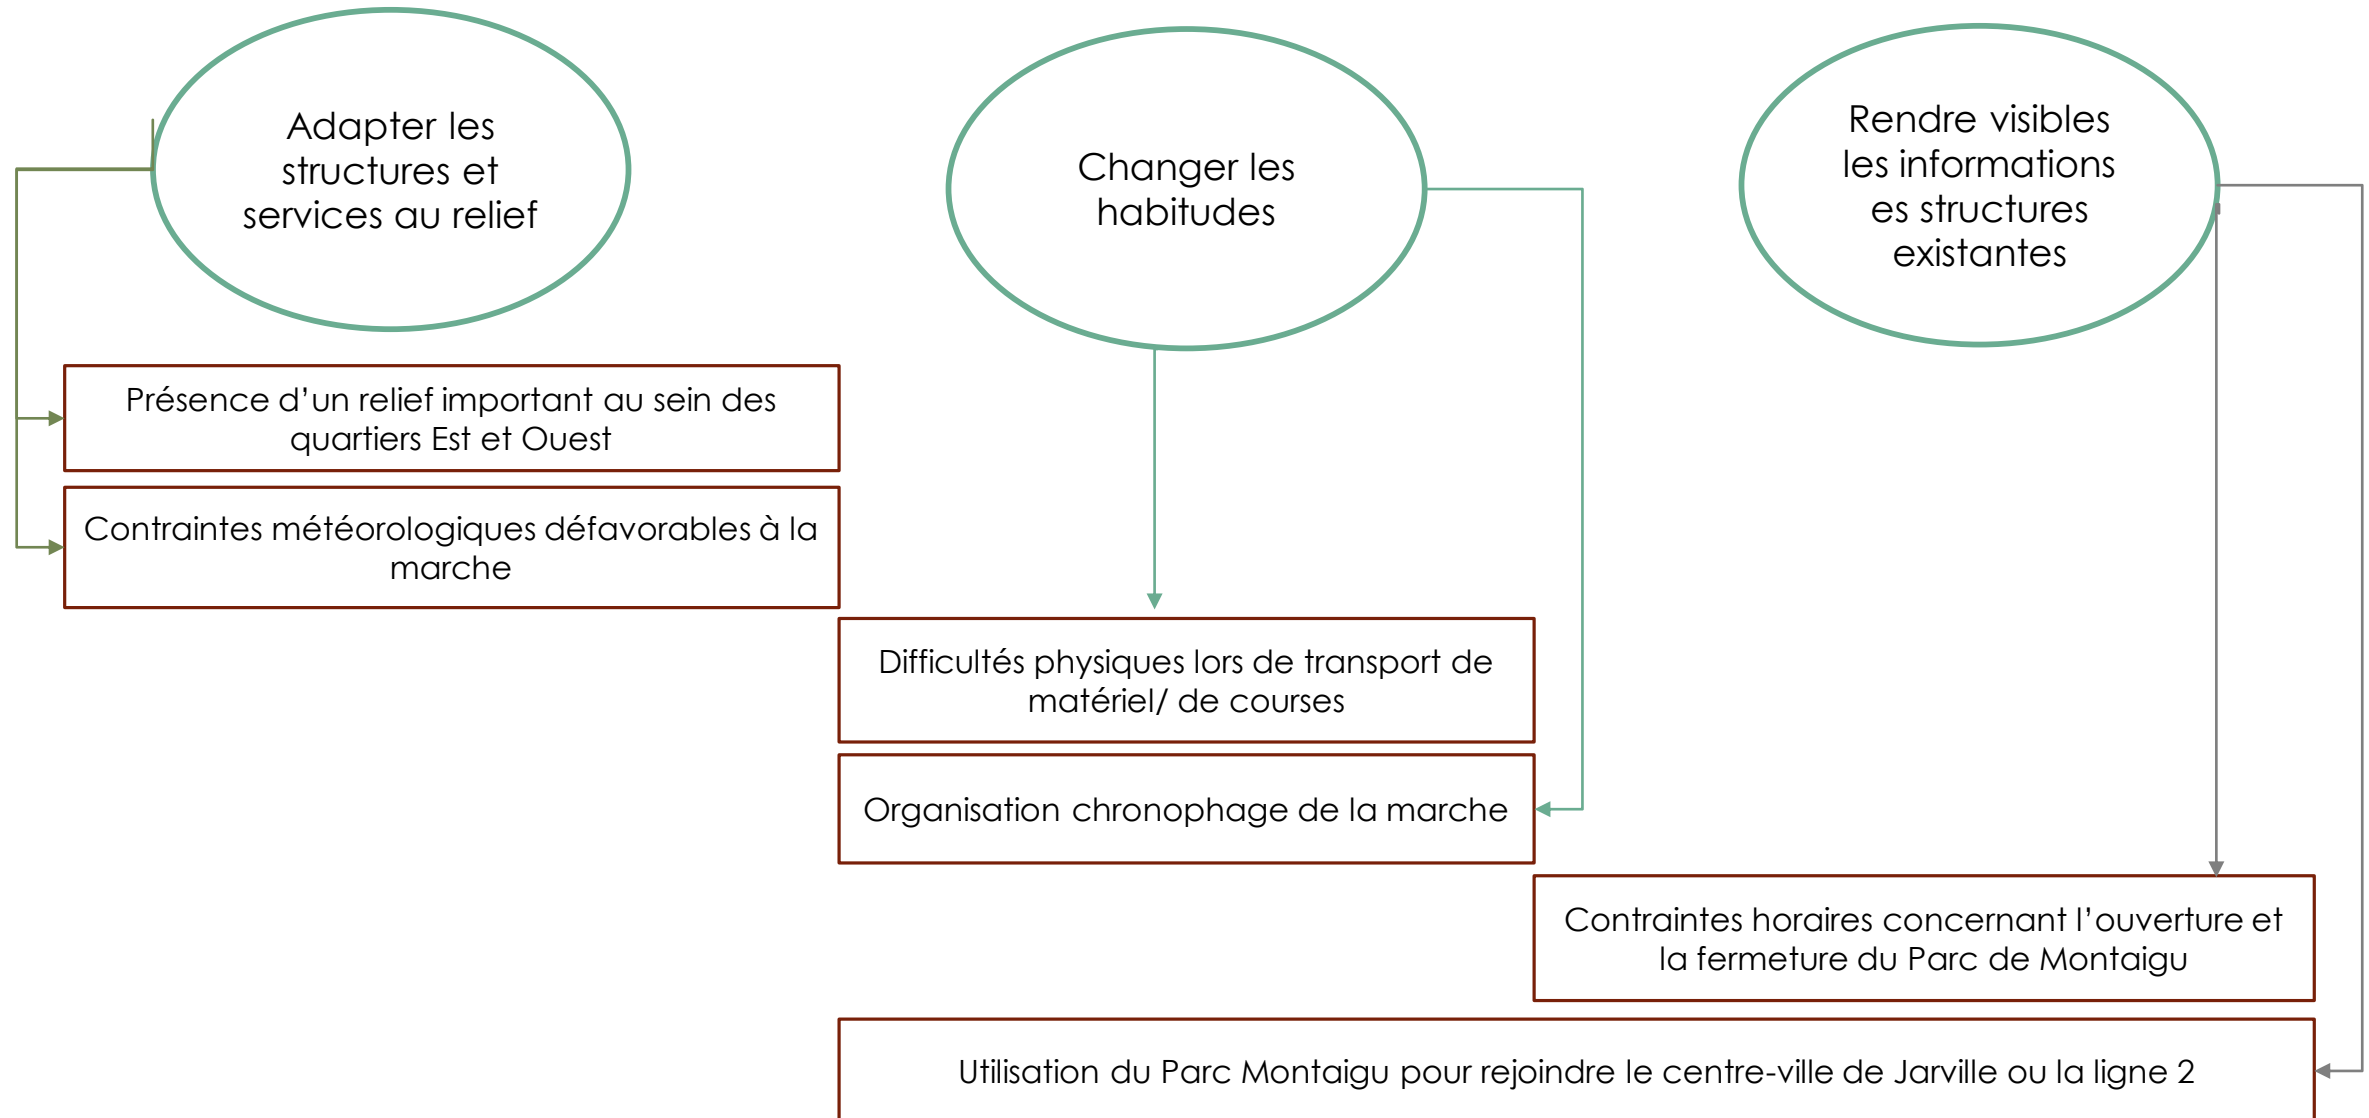 Adapter les
structures et
services au relief
Changer les
habitudes
Rendre visibles
les informations
es structures
existantes
Présence d’un relief important au sein des
quartiers Est et Ouest
Contraintes météorologiques défavorables à la
marche
Difficultés physiques lors de transport de
matériel/ de courses
Organisation chronophage de la marche
Contraintes horaires concernant l’ouverture et
la fermeture du Parc de Montaigu
Utilisation du Parc Montaigu pour rejoindre le centre-ville de Jarville ou la ligne 2